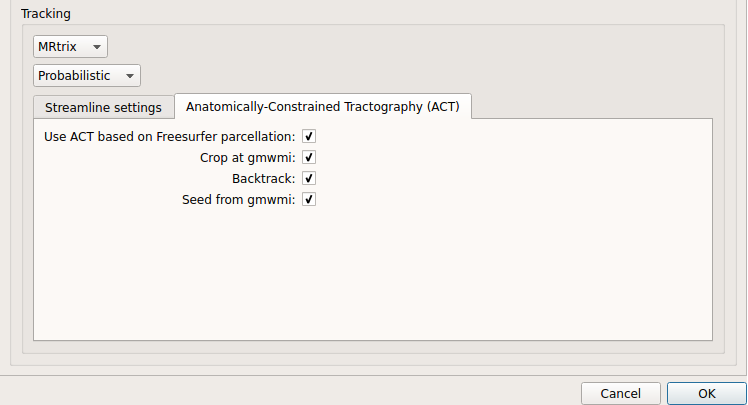 Tracking
MRtrix
Probabilistic
Streamline settings
Anatomically-Constrained Tractography (ACT)
Use ACT based on Freesurfer parcellation:
Crop at gmwmi:
Backtrack:
Seed from gmwmi:
Cancel
OK